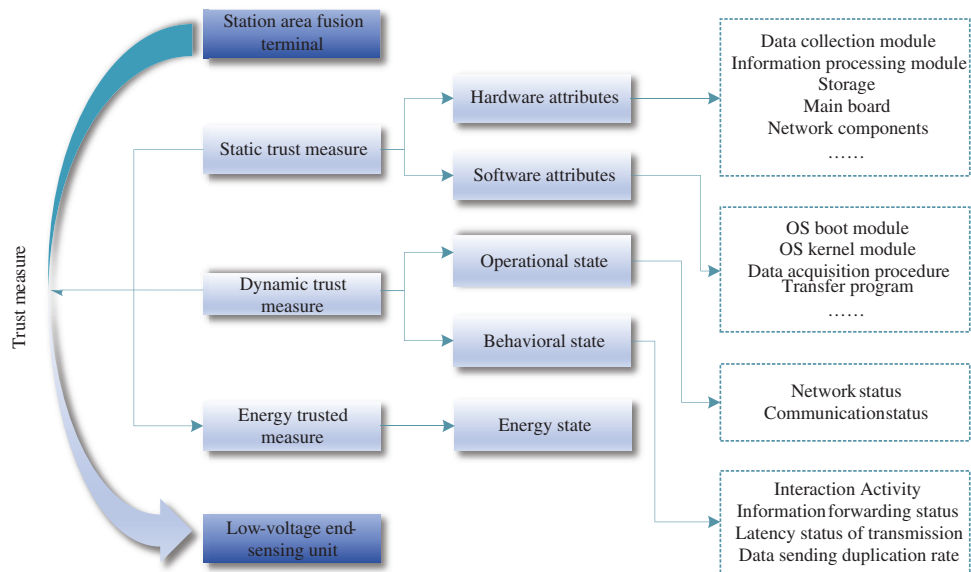 Station area fusion
terminal
Trust measure
Static trust measure
Dynamic trust
measure
Energy trusted
measure
Low-voltage end-
sensing unit
Hardware attributes
Software attributes
Operational state
Behavioral state
Energy state
Data collection module
Information processing module
Storage
Main board
Network components
......
OS boot module
OS kernel module
Data acquisition procedure
Transfer program
......
Network status
Communicationstatus
Interaction Activity
Information forwarding status
Latency status of transmission
Data sending duplication rate